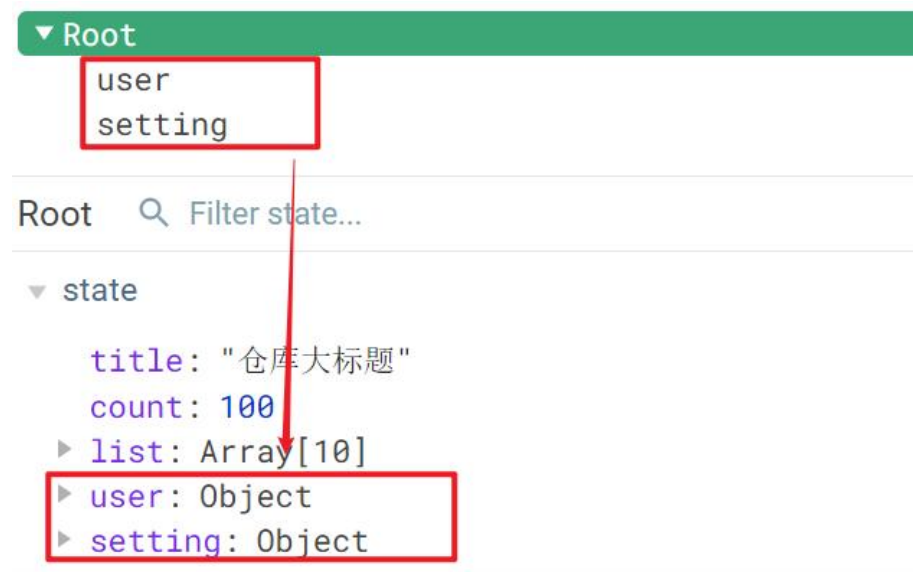 Root
user
setting
Root Filter state...
state
title: "仓库大标题"
count: 100
list: Array[10]
user: Object
setting: Object